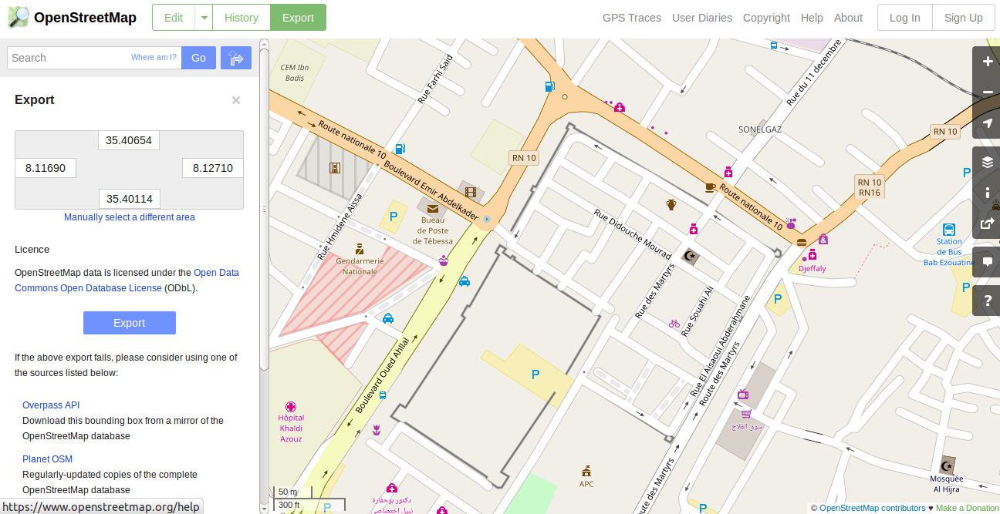 OpenStreetMap
Edit
History
Export
GPS Traces
User Diaries
Copyright
Help
About
Log In
Sign Up
Search
Where am I?
Go
Export
35.40654
8.11690
8.12710
35.40114
Manually select a different area
Licence
OpenStreetMap data is licensed under the Open Data
Commons Open Database License (ODbL).
Export
If the above export fails, please consider using one of
the sources listed below:
Overpass API
Download this bounding box from a mirror of the
OpenStreetMap database
Planet OSM
Regularly-updated copies of the complete
OpenStreetMap database
https://www.openstreetmap.org/help
CEM Ibn
Badis
Rue Farhi Said
Rue du 11 decembre
SONELGAZ
Route nationale 10
RN 10
RN 10
RN 10
RN16
Boulevard Emir Abdelkader
Route nationale 10
Rue Hmidene Aissa
P
Bueau
de Poste
de Tébessa
Gendarmerie
Nationale
Rue Didouche Mourad
Rue des Martyrs
Rue Souahi Ali
Djeffaly
P
P
Station
de Bus
Bab Ezouatine
P
?
Rue El Aisaoui Abderahmane
Route des Martyrs
Boulevard Oued Ahllal
P
Hôpital
Khaldi
Azouz
سوق الفلاح
APC
Mosquée
Al Hijra
دكتور بوحفارة
نبيل إختصاصي
oute des Martyrs
P
P
50 m
300 ft
© OpenStreetMap contributors ♥ Make a Donation